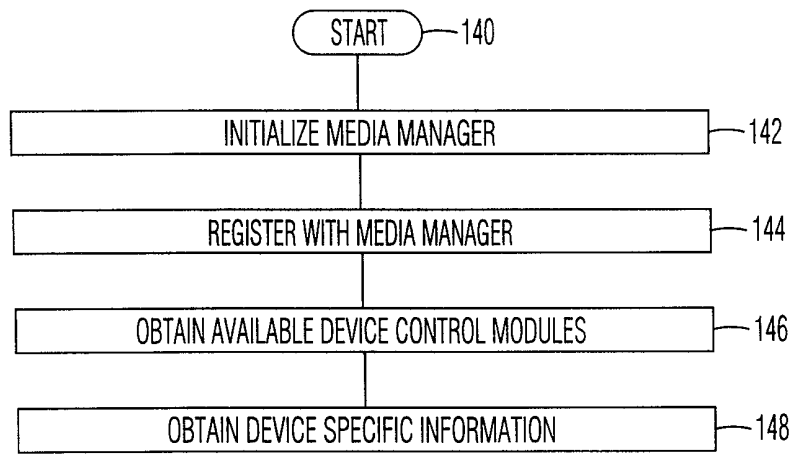 START 140
INITIALIZE MEDIA MANAGER 142
REGISTER WITH MEDIA MANAGER 144
OBTAIN AVAILABLE DEVICE CONTROL MODULES 146
OBTAIN DEVICE SPECIFIC INFORMATION 148